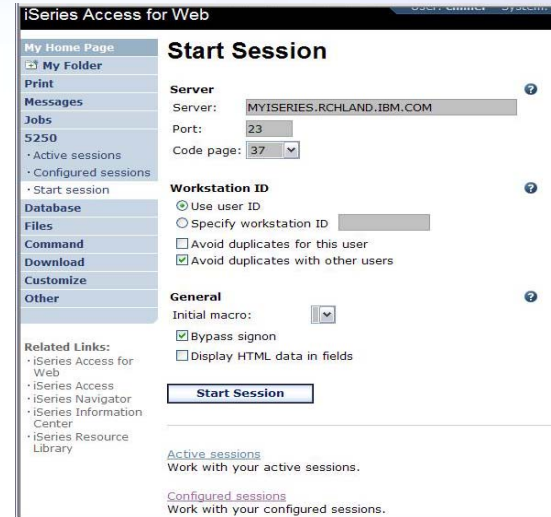 iSeries Access for Web
My Home Page
My Folder
Print
Messages
Jobs
5250
· Active sessions
· Configured sessions
· Start session
Database
Files
Command
Download
Customize
Other
Related Links:
· iSeries Access for
Web
· iSeries Access
· iSeries Navigator
· iSeries Information
Center
· iSeries Resource
Library
Start Session
Server
Server: MYISERIES.RCHLAND.IBM.COM
Port: 23
Code page: 37
Workstation ID
Use user ID
Specify workstation ID
Avoid duplicates for this user
Avoid duplicates with other users
General
Initial macro:
Bypass signon
Display HTML data in fields
Start Session
Active sessions
Work with your active sessions.
Configured sessions
Work with your configured sessions.